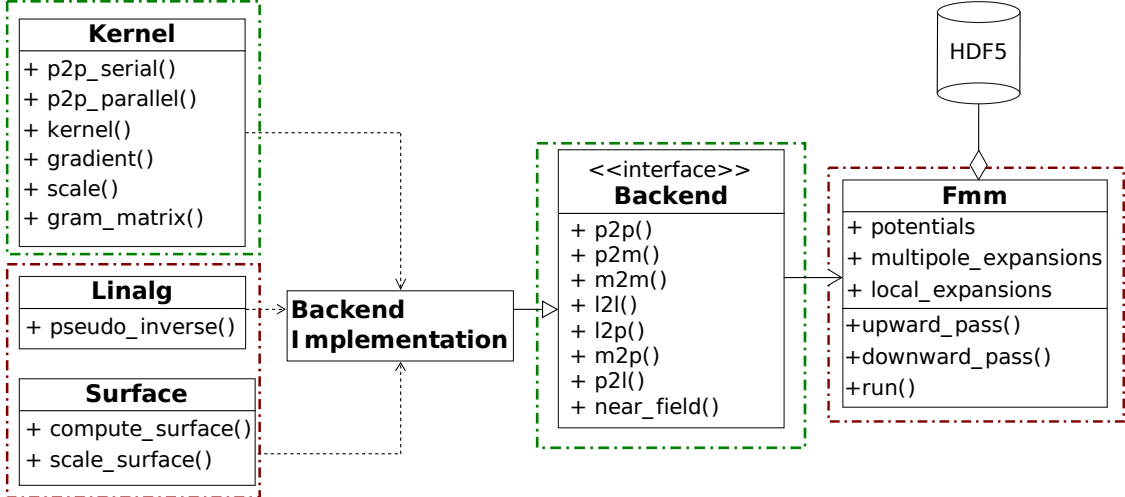 Kernel
+ p2p_serial()
+ p2p_parallel()
+ kernel()
+ gradient()
+ scale()
+ gram_matrix()
Linalg
+ pseudo_inverse()
Surface
+ compute_surface()
+ scale_surface()
Backend
Implementation
<<interface>>
Backend
+ p2p()
+ p2m()
+ m2m()
+ l2l()
+ l2p()
+ m2p()
+ p2l()
+ near_field()
HDF5
Fmm
+ potentials
+ multipole_expansions
+ local_expansions
+upward_pass()
+downward_pass()
+run()